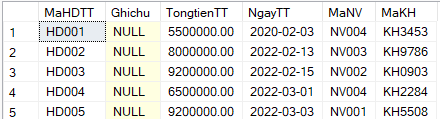 MaHDTT Ghichu TongtienTT NgayTT MaNV MaKH
1 HD001 NULL 5500000.00 2020-02-03 NV004 KH3453
2 HD002 NULL 8000000.00 2022-02-13 NV003 KH9786
3 HD003 NULL 9200000.00 2022-02-15 NV002 KH0903
4 HD004 NULL 6500000.00 2022-03-01 NV004 KH2284
5 HD005 NULL 9200000.00 2022-03-03 NV001 KH5508